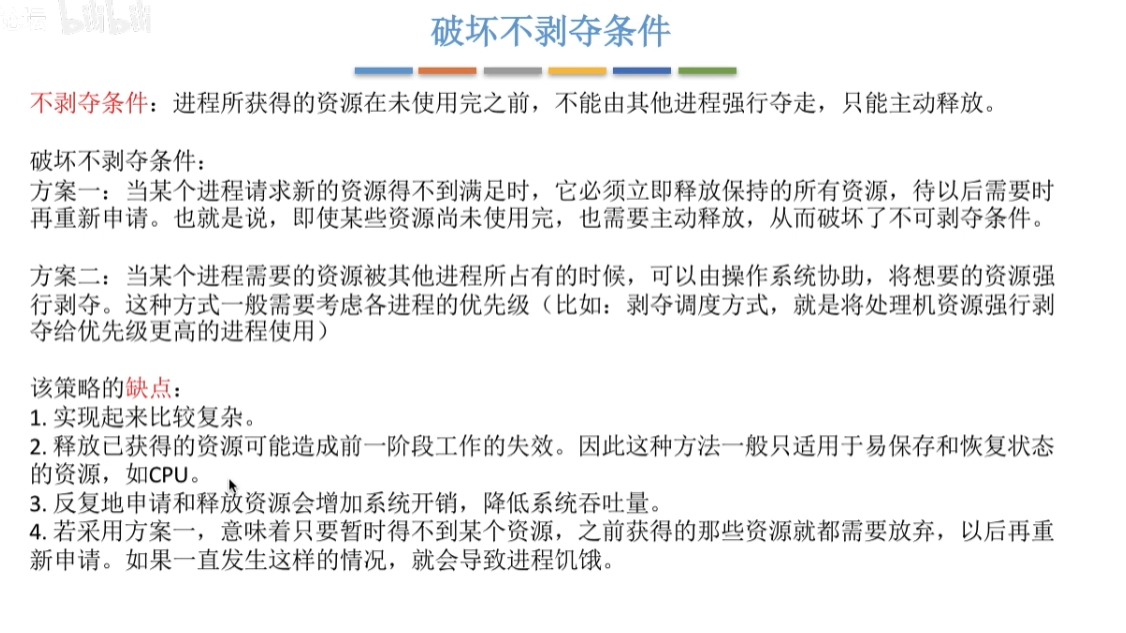 bilibili
破坏不剥夺条件
不剥夺条件：进程所获得的资源在未使用完之前，不能由其他进程强行夺走，只能主动释放。
破坏不剥夺条件：
方案一：当某个进程请求新的资源得不到满足时，它必须立即释放保持的所有资源，待以后需要时
再重新申请。也就是说，即使某些资源尚未使用完，也需要主动释放，从而破坏了不可剥夺条件。
方案二：当某个进程需要的资源被其他进程所占有的时候，可以由操作系统协助，将想要的资源强
行剥夺。这种方式一般需要考虑各进程的优先级（比如：剥夺调度方式，就是将处理机资源强行剥
夺给优先级更高的进程使用）
该策略的缺点：
1. 实现起来比较复杂。
2. 释放已获得的资源可能造成前一阶段工作的失效。因此这种方法一般只适用于易保存和恢复状态
的资源，如CPU。
3. 反复地申请和释放资源会增加系统开销，降低系统吞吐量。
4. 若采用方案一，意味着只要暂时得不到某个资源，之前获得的那些资源就都需要放弃，以后再重
新申请。如果一直发生这样的情况，就会导致进程饥饿。